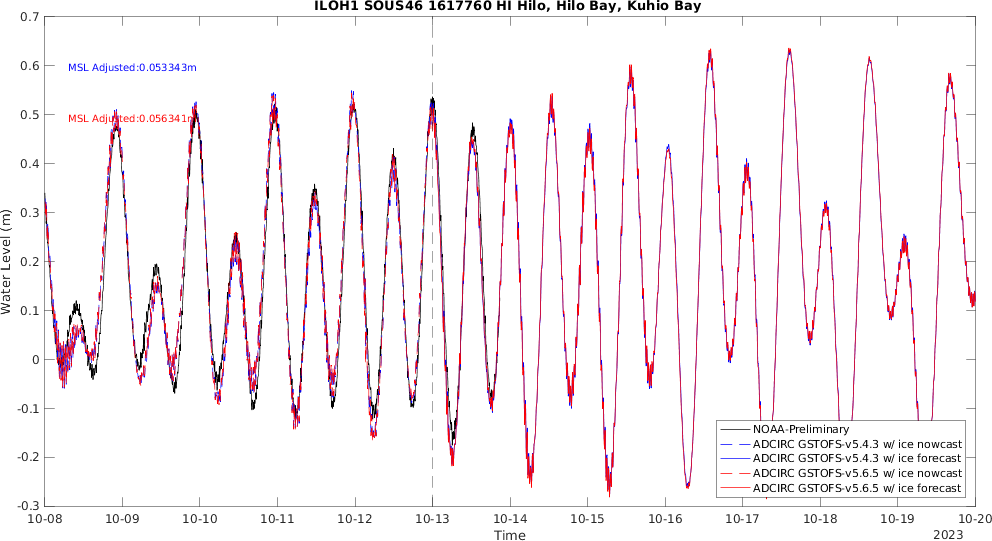 ILOH1 SOUS46 1617760 HI Hilo, Hilo Bay, Kuhio Bay
0.7
0.6
0.5
0.4
0.3
0.2
0.1
0
-0.1
-0.2
-0.3
Water Level (m)
MSL Adjusted:0.053343m
MSL Adjusted:0.056341m
NOAA-Preliminary
ADCIRC GSTOFS-v5.4.3 w/ ice nowcast
ADCIRC GSTOFS-v5.4.3 w/ ice forecast
ADCIRC GSTOFS-v5.6.5 w/ ice nowcast
ADCIRC GSTOFS-v5.6.5 w/ ice forecast
10-08 10-09 10-10 10-11 10-12 10-13 10-14 10-15 10-16 10-17 10-18 10-19 10-20
Time
2023